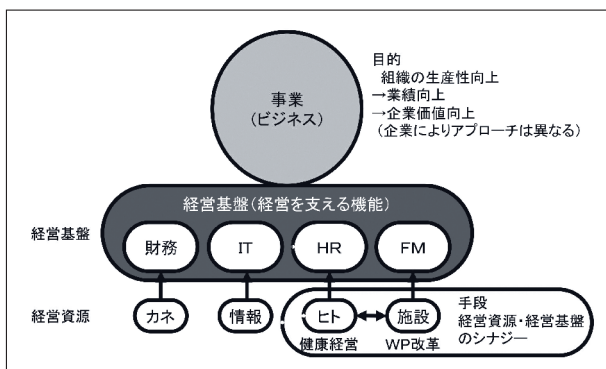 目的
組織の生産性向上
→業績向上
→企業価値向上
(企業によりアプローチは異なる)
事業
(ビジネス)
経営基盤(経営を支える機能)
経営基盤
財務
IT
HR
FM
経営資源
カネ
情報
ヒト
施設
手段
経営資源・経営基盤
のシナジー
健康経営
WP改革